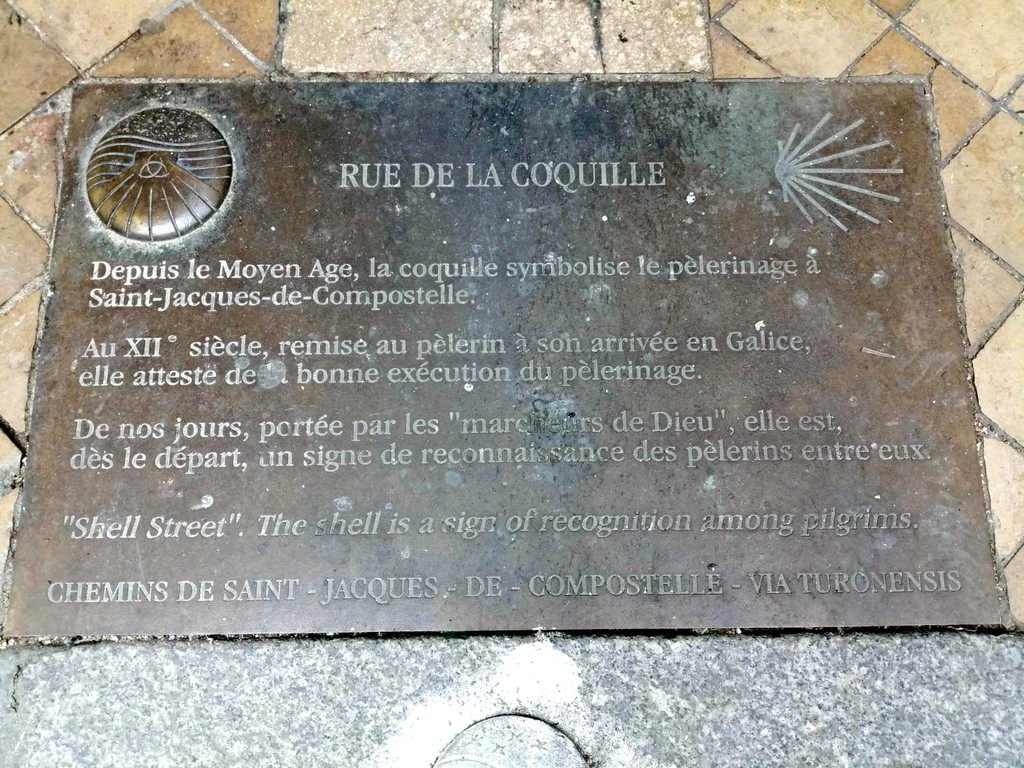 RUE DE LA COQUILLE
Depuis le Moyen Age, la coquille symbolise le pèlerinage à
Saint-Jacques-de-Compostelle.
Au XII e siècle, remise au pèlerin à son arrivée en Galice,
elle atteste de la bonne exécution du pèlerinage.
De nos jours, portée par les "marcheurs de Dieu", elle est,
dès le départ, un signe de reconnaissance des pèlerins entre eux.
"Shell Street". The shell is a sign of recognition among pilgrims.
CHEMINS DE SAINT - JACQUES - DE - COMPOSTELLE - VIA TURONENSIS